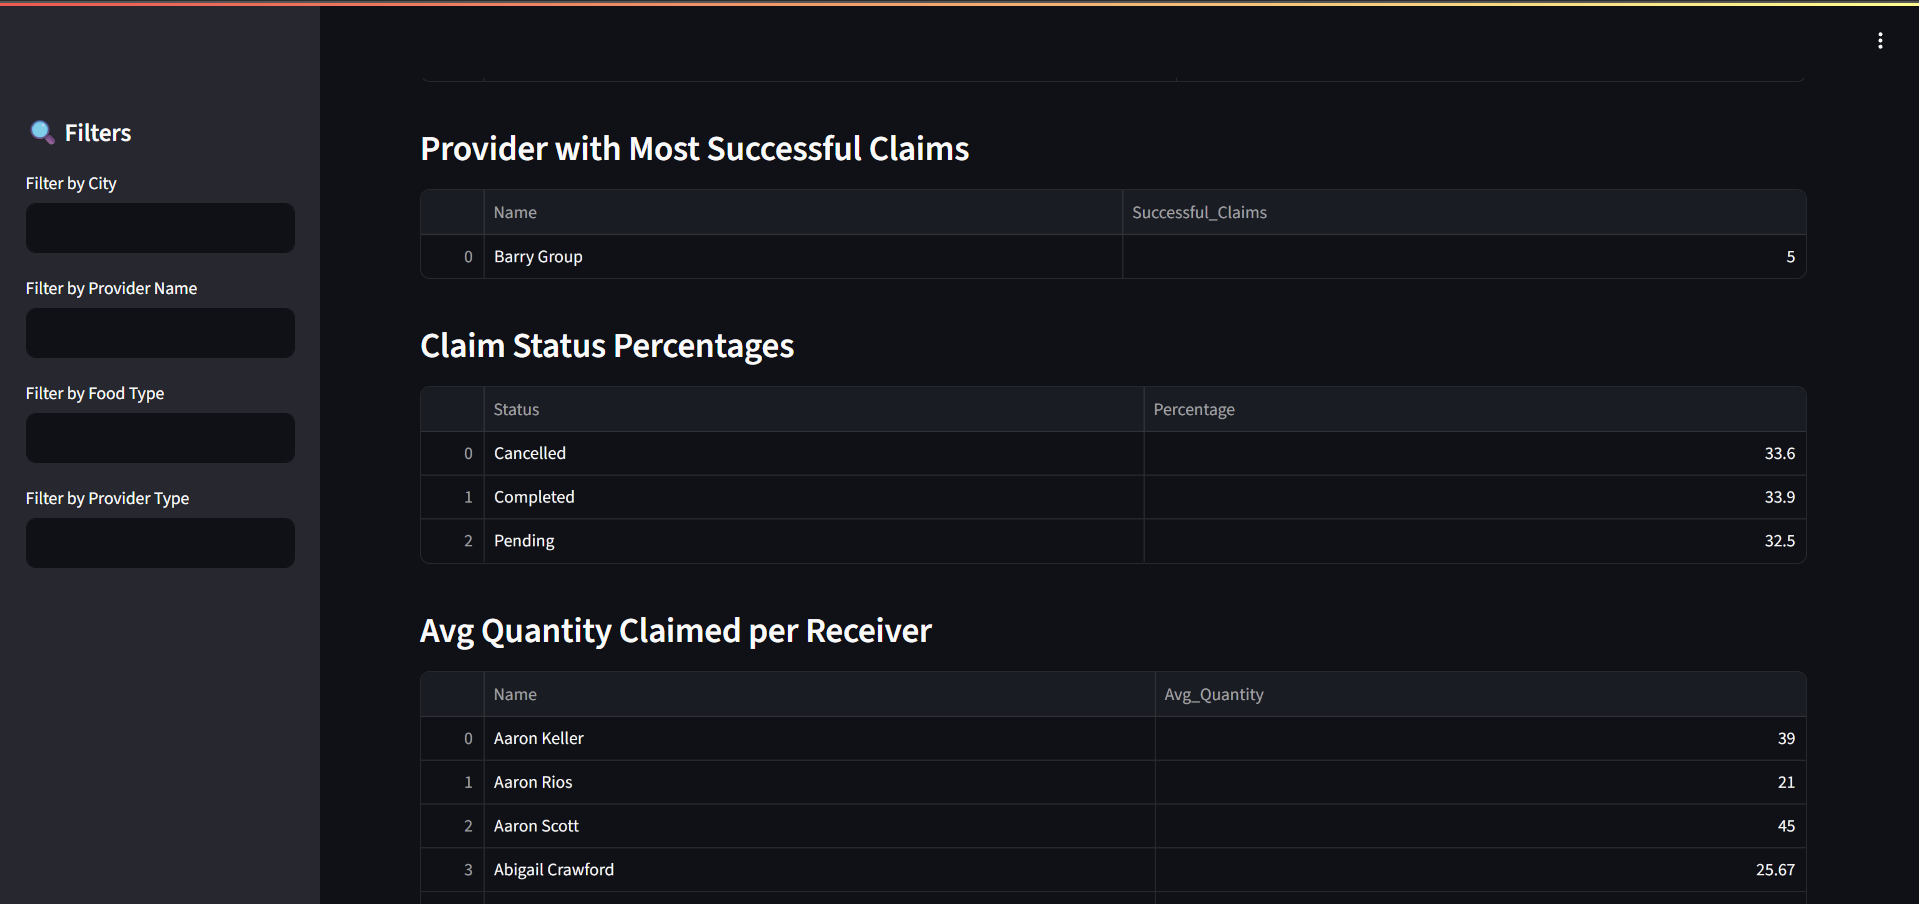 Filters
Filter by City
Filter by Provider Name
Filter by Food Type
Filter by Provider Type
Provider with Most Successful Claims
Name Successful_Claims
0 Barry Group 5
Claim Status Percentages
Status Percentage
0 Cancelled 33.6
1 Completed 33.9
2 Pending 32.5
Avg Quantity Claimed per Receiver
Name Avg_Quantity
0 Aaron Keller 39
1 Aaron Rios 21
2 Aaron Scott 45
3 Abigail Crawford 25.67